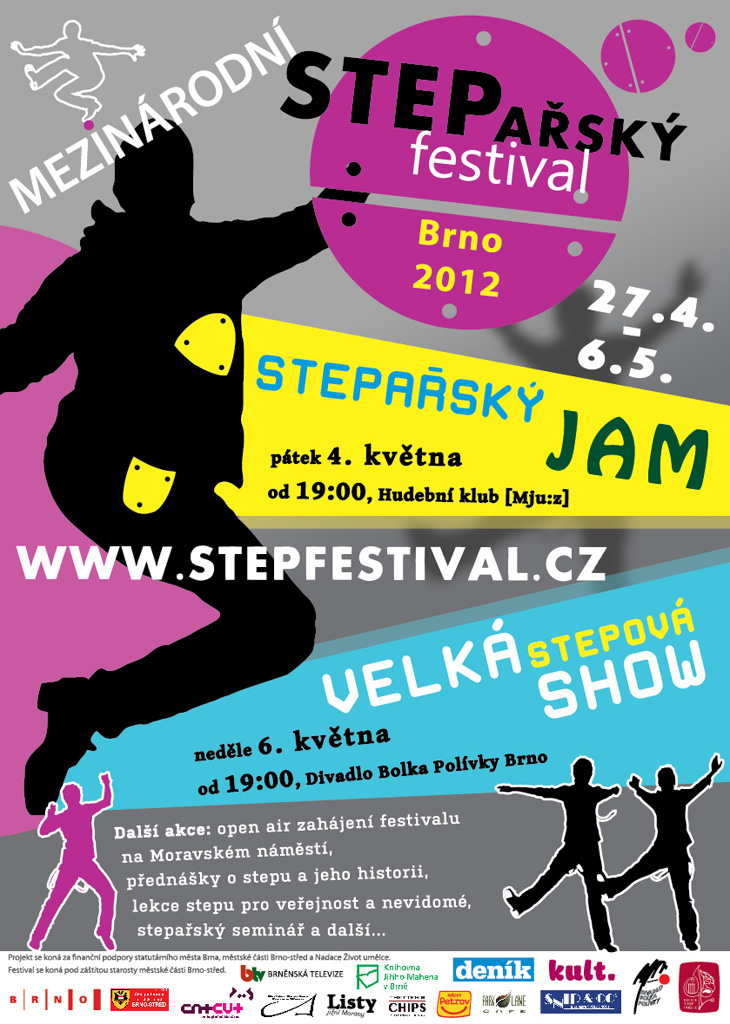 MEZINÁRODNÍ
STEPAŘSKÝ
festival
Brno
2012
27.4.
–
6.5.
STEPAŘSKÝ
JAM
pátek 4. května
od 19:00, Hudební klub [Mju:z]
WWW.STEPFESTIVAL.CZ
VELKÁ STEPOVÁ
SHOW
neděle 6. května
od 19:00, Divadlo Bolka Polívky Brno
Další akce: open air zahájení festivalu
na Moravském náměstí,
přednášky o stepu a jeho historii,
lekce stepu pro veřejnost a nevidomé,
stepařský seminář a další...
Projekt se koná za finanční podpory statutárního města Brna, městské části Brno-střed a Nadace Život umělce.
Festival se koná pod záštitou starosty městské části Brno-střed.
btv BRNĚNSKÁ TELEVIZE
Knihovna
Jiřího Mahena
v Brně
deník
kult.
BRNO
BRNO-STŘED
Listy
jižní Moravy
CHIPS
Petrov
PARK LANE
CAFE
DIVADLO
BOLKA
POLÍVKY